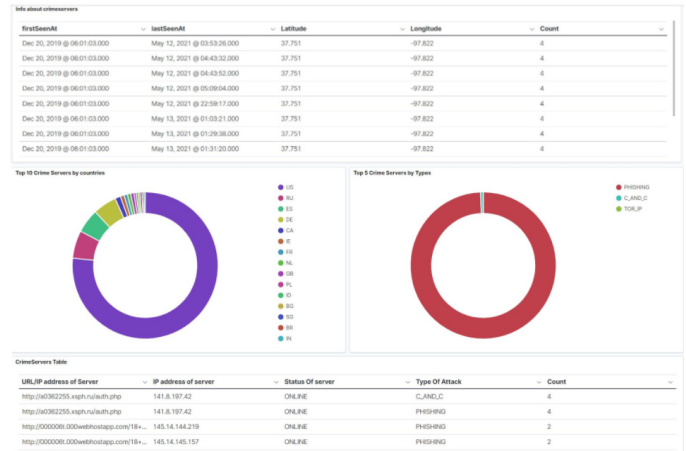 Info about crimeservers
firstSeenAt lastSeenAt Latitude Longitude Count
Dec 20, 2019 @ 06:01:03.000 May 12, 2021 @ 03:53:26.000 37.751 -97.822 4
Dec 20, 2019 @ 06:01:03.000 May 12, 2021 @ 04:43:32.000 37.751 -97.822 4
Dec 20, 2019 @ 06:01:03.000 May 12, 2021 @ 04:43:52.000 37.751 -97.822 4
Dec 20, 2019 @ 06:01:03.000 May 12, 2021 @ 05:09:04.000 37.751 -97.822 4
Dec 20, 2019 @ 06:01:03.000 May 12, 2021 @ 22:59:17.000 37.751 -97.822 4
Dec 20, 2019 @ 06:01:03.000 May 13, 2021 @ 01:03:21.000 37.751 -97.822 4
Dec 20, 2019 @ 06:01:03.000 May 13, 2021 @ 01:29:38.000 37.751 -97.822 4
Dec 20, 2019 @ 06:01:03.000 May 13, 2021 @ 01:31:20.000 37.751 -97.822 4
Top 10 Crime Servers by countries
US
RU
ES
DE
CA
IE
FR
NL
GB
PL
ID
BG
SG
BR
IN
Top 5 Crime Servers by Types
PHISHING
C_AND_C
TOR_IP
CrimeServers Table
URL/IP address of Server IP address of server Status Of server Type Of Attack Count
http://a0362255.xsph.ru/auth.php 141.8.197.42 ONLINE C_AND_C 4
http://a0362255.xsph.ru/auth.php 141.8.197.42 ONLINE PHISHING 4
http://000006t.000webhostapp.com/18+... 145.14.144.219 ONLINE PHISHING 2
http://000006t.000webhostapp.com/18+... 145.14.145.157 ONLINE PHISHING 2